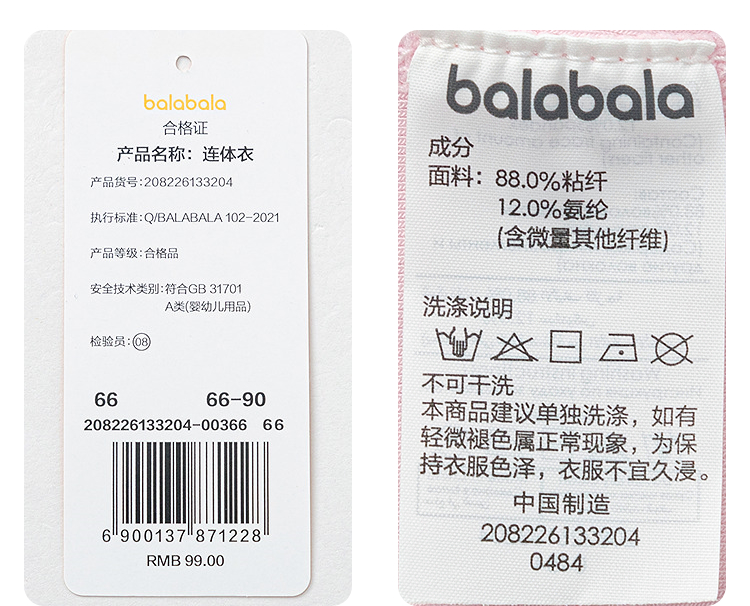 balabala
合格证
产品名称：连体衣
产品货号：208226133204
执行标准：Q/BALABALA 102-2021
产品等级：合格品
安全技术类别：符合GB 31701
A类(婴幼儿用品)
检验员：08
66 66-90
208226133204-00366 66
6 900137 871228
RMB 99.00
balabala
成分
面料：88.0%粘纤
12.0%氨纶
(含微量其他纤维)
洗涤说明
不可干洗
本商品建议单独洗涤，如有
轻微褪色属正常现象，为保
持衣服色泽，衣服不宜久浸。
中国制造
208226133204
0484